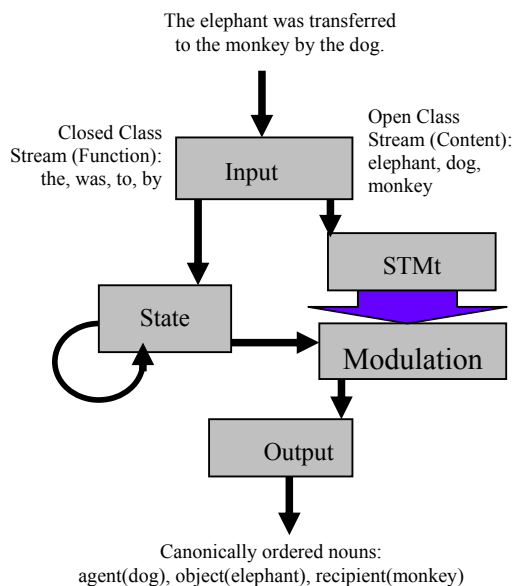 The elephant was transferred
to the monkey by the dog.
Closed Class
Stream (Function):
the, was, to, by
Open Class
Stream (Content):
elephant, dog,
monkey
Input
STMt
State
Modulation
Output
Canonically ordered nouns:
agent(dog), object(elephant), recipient(monkey)